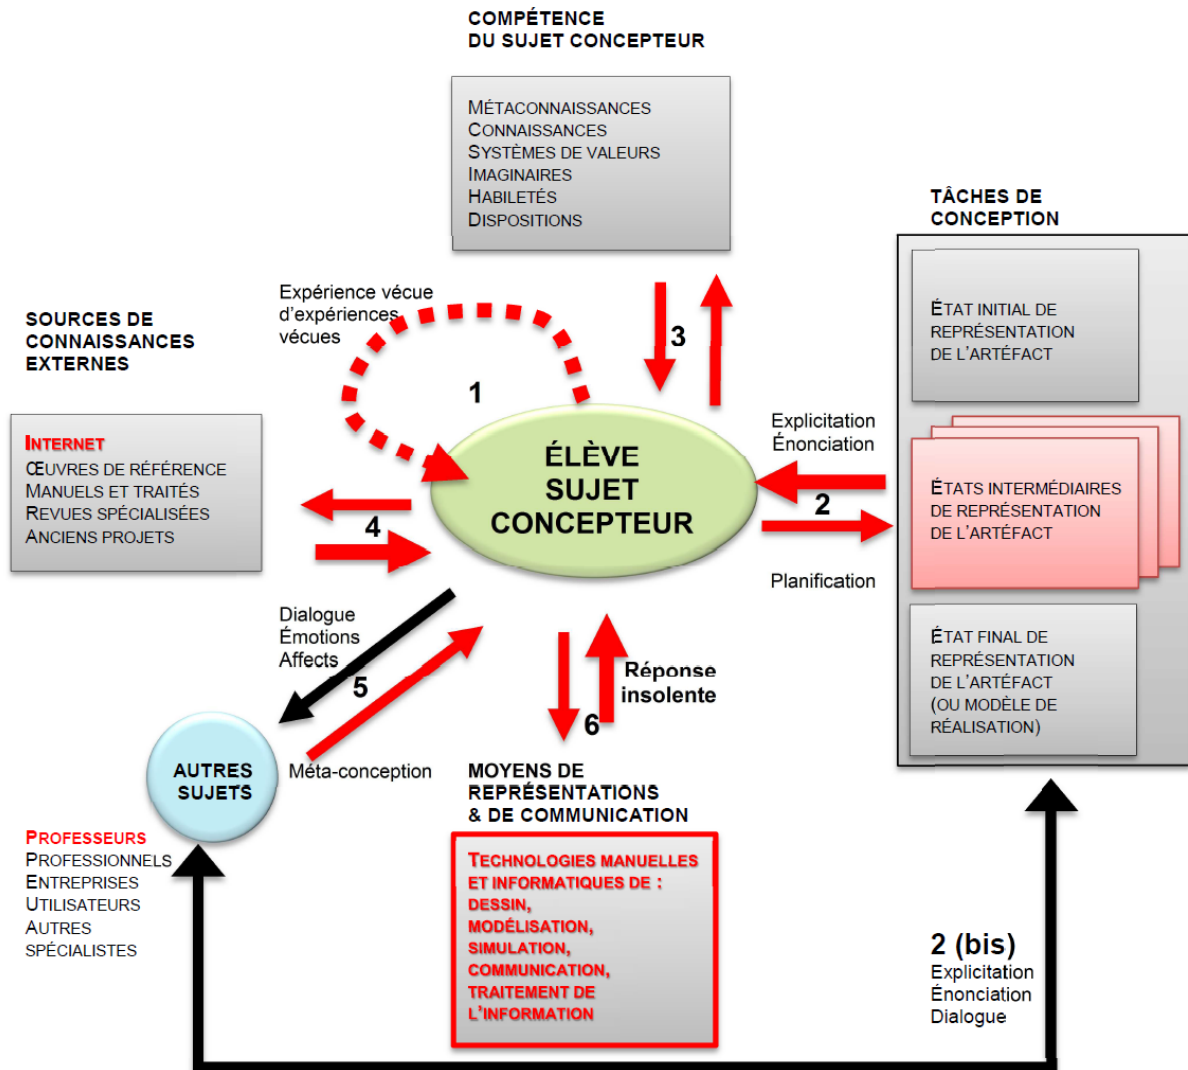 COMPÉTENCE
DU SUJET CONCEPTEUR
MÉTACONNAISSANCES
CONNAISSANCES
SYSTÈMES DE VALEURS
IMAGINAIRES
HABILETÉS
DISPOSITIONS
TÂCHES DE
CONCEPTION
ÉTAT INITIAL DE
REPRÉSENTATION
DE L'ARTÉFACT
ÉTATS INTERMÉDIAIRES
DE REPRÉSENTATION
DE L'ARTÉFACT
ÉTAT FINAL DE
REPRÉSENTATION
DE L'ARTÉFACT
(OU MODÈLE DE
RÉALISATION)
Expérience vécue
d'expériences
vécues
1
3
SOURCES DE
CONNAISSANCES
EXTERNES
INTERNET
ŒUVRES DE RÉFÉRENCE
MANUELS ET TRAITÉS
REVUES SPÉCIALISÉES
ANCIENS PROJETS
4
ÉLÈVE
SUJET
CONCEPTEUR
Explicitation
Énonciation
2
Planification
Dialogue
Émotions
Affects
5
Méta-conception
Réponse
insolente
6
AUTRES
SUJETS
PROFESSEURS
PROFESSIONNELS
ENTREPRISES
UTILISATEURS
AUTRES
SPÉCIALISTES
MOYENS DE
REPRÉSENTATIONS
& DE COMMUNICATION
TECHNOLOGIES MANUELLES
ET INFORMATIQUES DE :
DESSIN,
MODÉLISATION,
SIMULATION,
COMMUNICATION,
TRAITEMENT DE
L'INFORMATION
2 (bis)
Explicitation
Énonciation
Dialogue